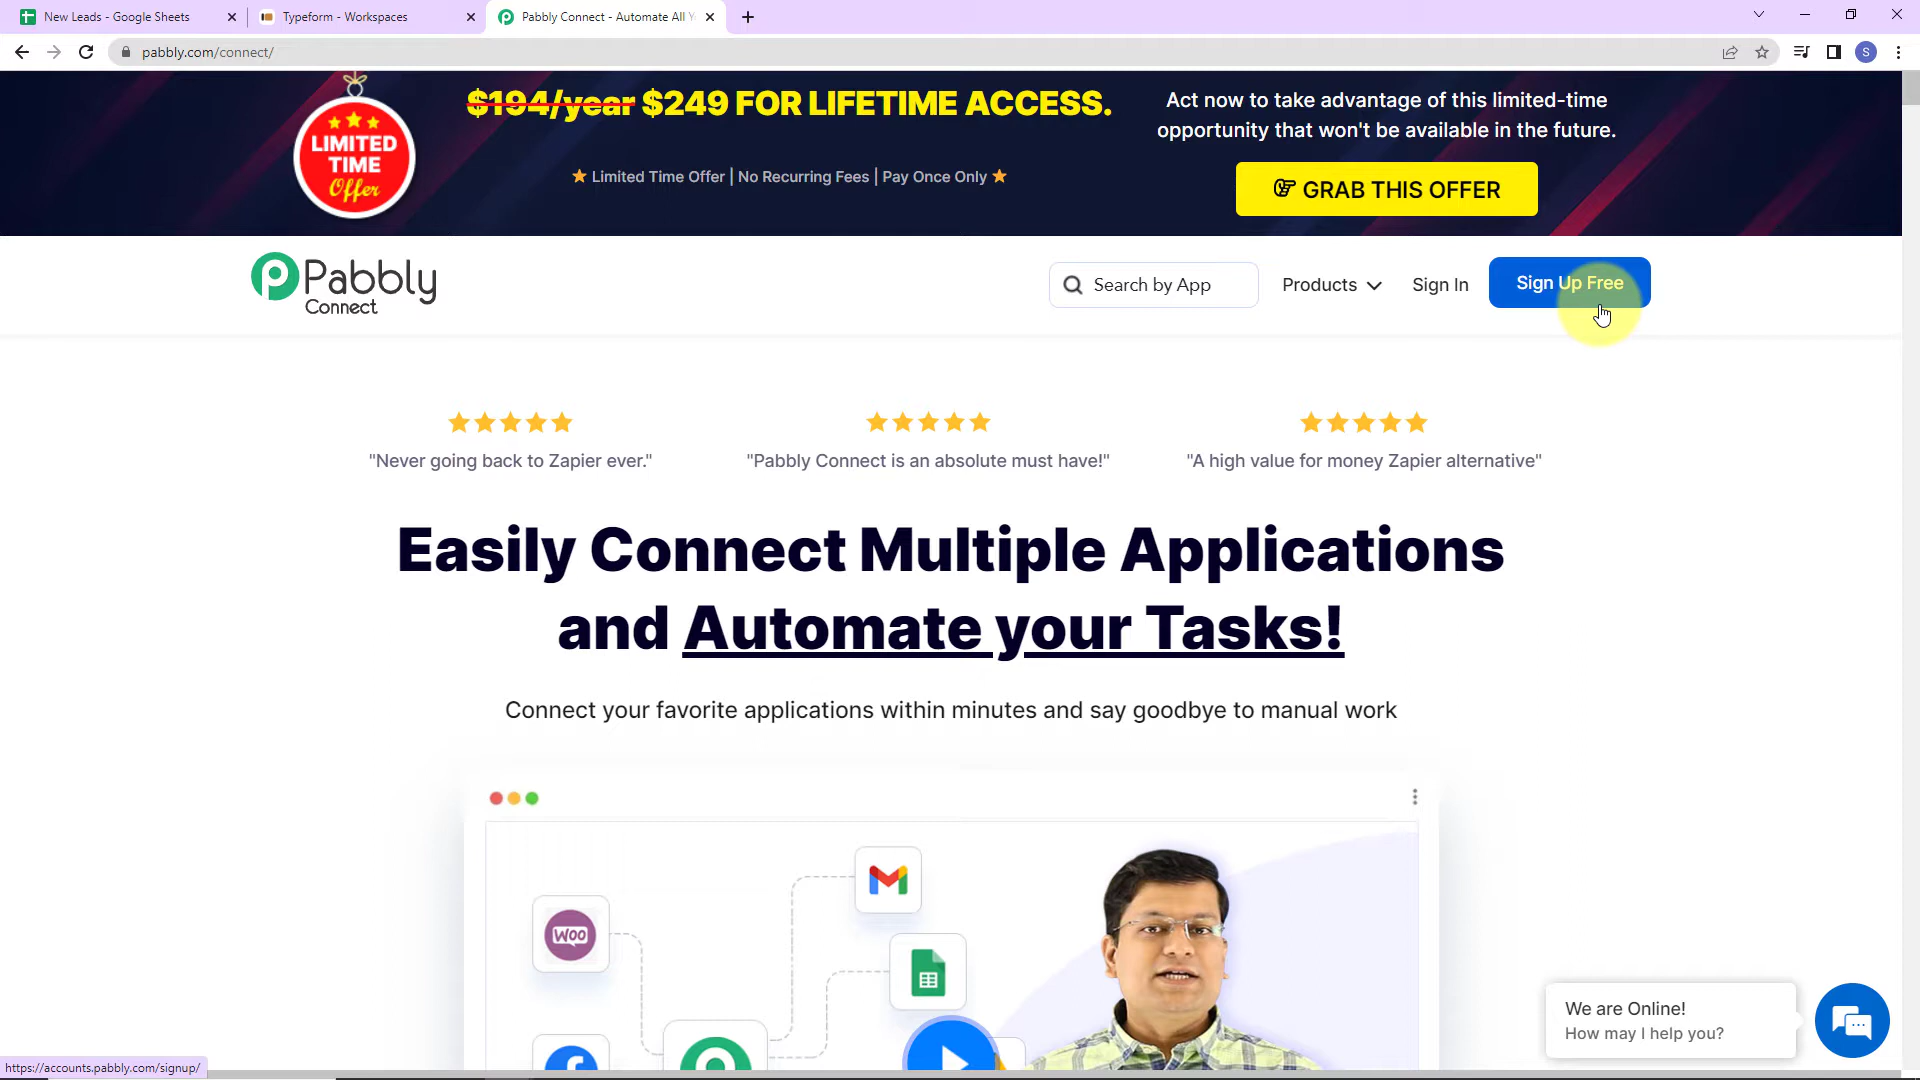 New Leads - Google Sheets
Typeform - Workspaces
Pabbly Connect - Automate All Y
pabbly.com/connect/
S
LIMITED
TIME
Offer
$194/year $249 FOR LIFETIME ACCESS.
Limited Time Offer | No Recurring Fees | Pay Once Only
Act now to take advantage of this limited-time
opportunity that won't be available in the future.
GRAB THIS OFFER
Pabbly
Connect
Search by App
Products
Sign In
Sign Up Free
"Never going back to Zapier ever."
"Pabbly Connect is an absolute must have!"
"A high value for money Zapier alternative"
Easily Connect Multiple Applications
and Automate your Tasks!
Connect your favorite applications within minutes and say goodbye to manual work
WOO
We are Online!
How may I help you?
https://accounts.pabbly.com/signup/